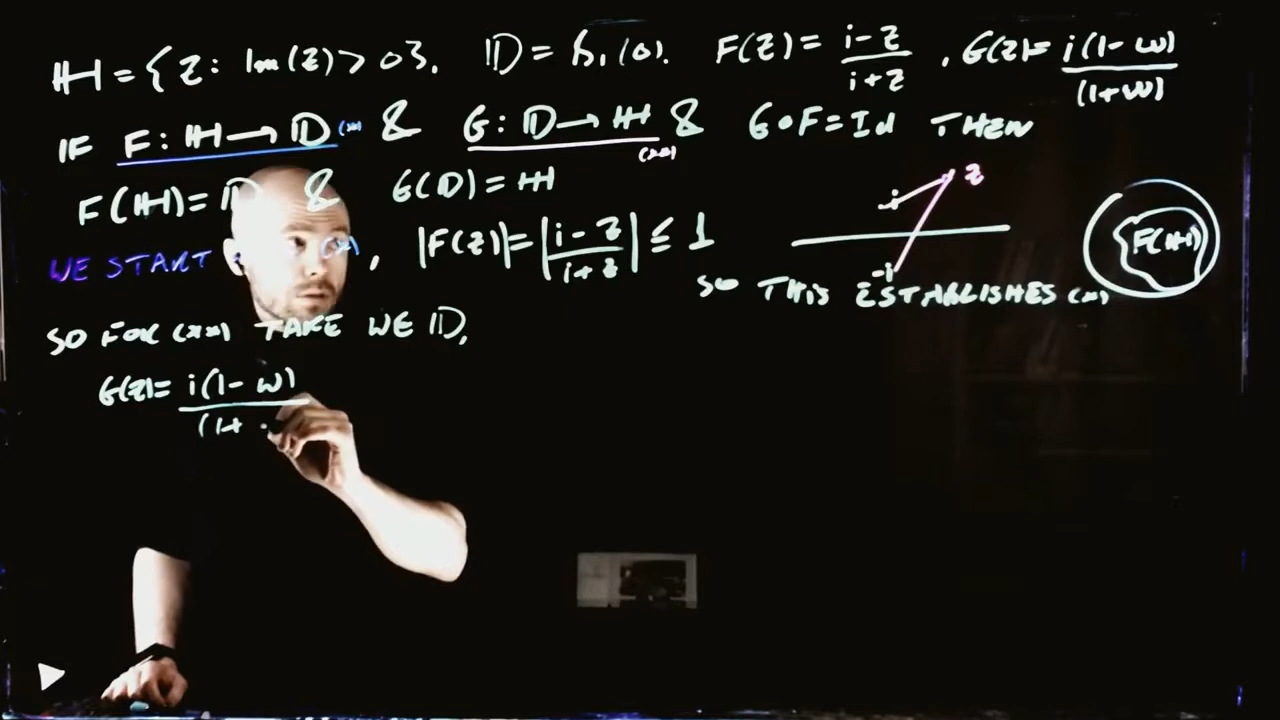 ℍ = {z: Im(z) > 0}. 𝔻 = B₁(0). F(z) = (i-z)/(i+z), G(z) = i(1-w)/(1+w)
IF F: ℍ → 𝔻 (*) & G: 𝔻 → ℍ (**) & G∘F = Id THEN
F(ℍ) = 𝔻 & G(𝔻) = ℍ
WE START (*), |F(z)| = |(i-z)/(i+z)| ≤ 1
i z -i F(ℍ)
SO THIS ESTABLISHES (*)
SO FOR (**) TAKE W∈𝔻,
G(z) = i(1-w)/(1+